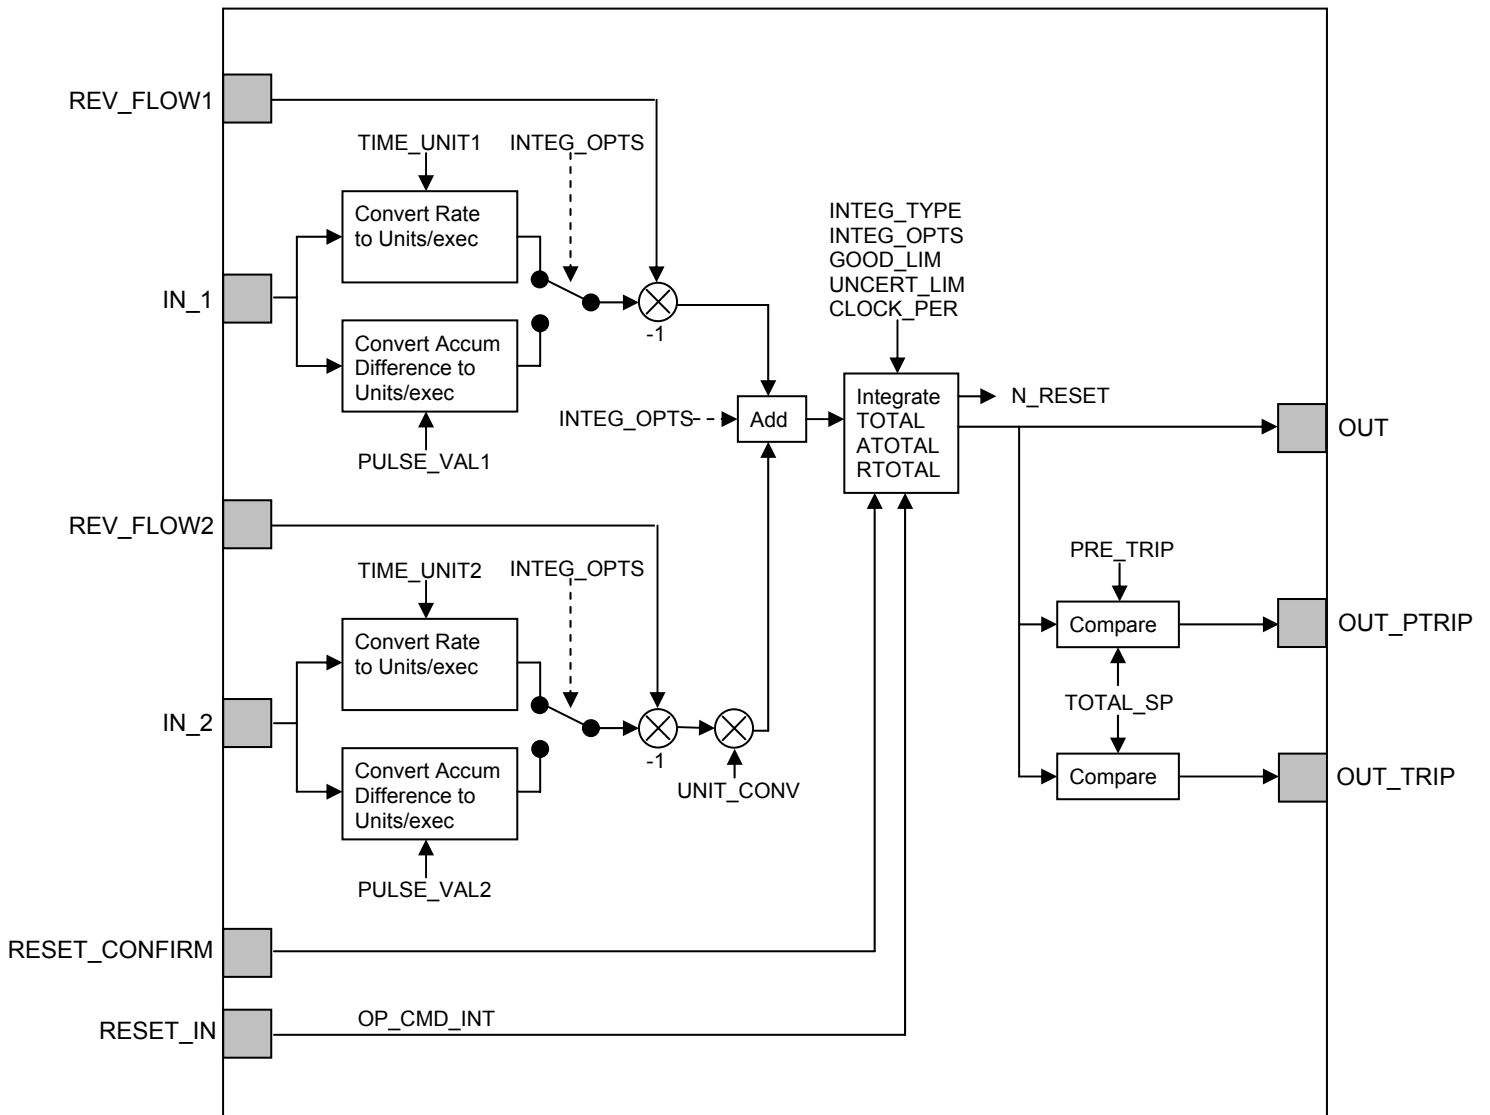 REV_FLOW1
TIME_UNIT1
INTEG_OPTS
Convert Rate
to Units/exec
IN_1
Convert Accum
Difference to
Units/exec
-1
PULSE_VAL1
INTEG_TYPE
INTEG_OPTS
GOOD_LIM
UNCERT_LIM
CLOCK_PER
INTEG_OPTS
Add
Integrate
TOTAL
ATOTAL
RTOTAL
N_RESET
OUT
REV_FLOW2
TIME_UNIT2
INTEG_OPTS
Convert Rate
to Units/exec
IN_2
Convert Accum
Difference to
Units/exec
-1
UNIT_CONV
PULSE_VAL2
PRE_TRIP
Compare
OUT_PTRIP
TOTAL_SP
Compare
OUT_TRIP
RESET_CONFIRM
RESET_IN
OP_CMD_INT